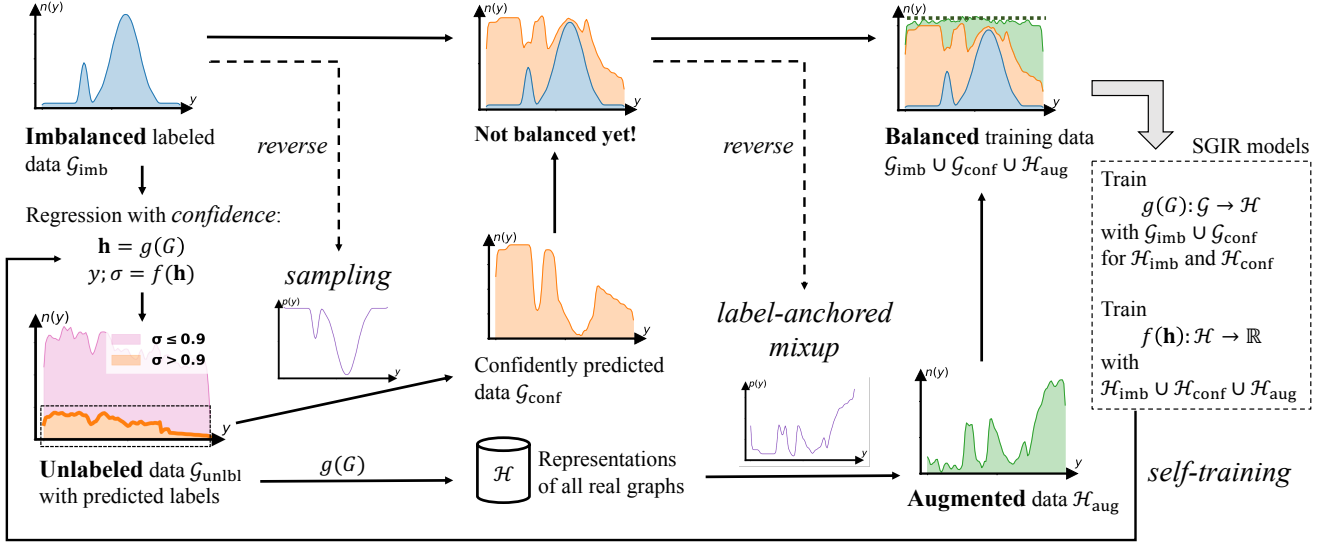 n(y)
y
Imbalanced labeled
data 𝒢imb
Regression with confidence:
h = g(G)
y; σ = f(h)
n(y)
σ ≤ 0.9
σ > 0.9
y
Unlabeled data 𝒢unlbl
with predicted labels
reverse
sampling
p(y)
y
g(G)
n(y)
y
Not balanced yet!
n(y)
y
Confidently predicted
data 𝒢conf
ℋ
Representations
of all real graphs
reverse
label-anchored
mixup
p(y)
y
n(y)
y
Balanced training data
𝒢imb ∪ 𝒢conf ∪ ℋaug
n(y)
y
Augmented data ℋaug
SGIR models
Train
g(G): 𝒢 → ℋ
with 𝒢imb ∪ 𝒢conf
for ℋimb and ℋconf
Train
f(h): ℋ → ℝ
with
ℋimb ∪ ℋconf ∪ ℋaug
self-training